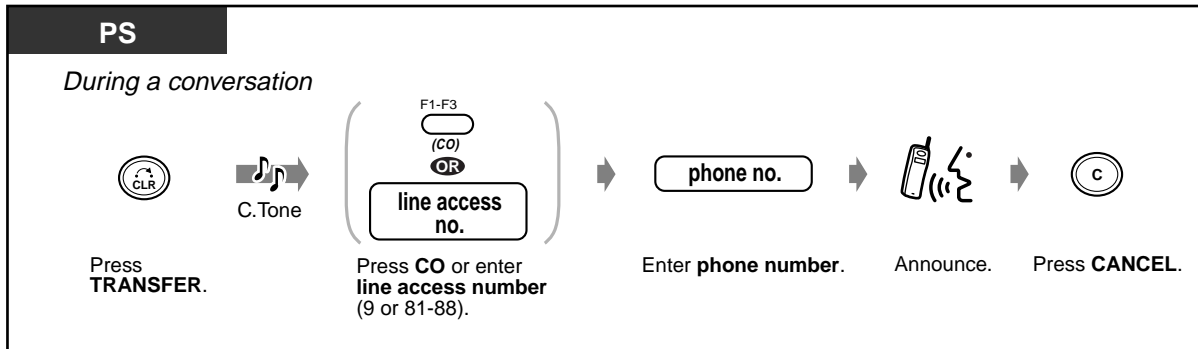 PS
During a conversation
CLR
C.Tone
F1-F3
(CO)
OR
line access
no.
phone no.
C
Press
TRANSFER.
Press CO or enter
line access number
(9 or 81-88).
Enter phone number.
Announce.
Press CANCEL.